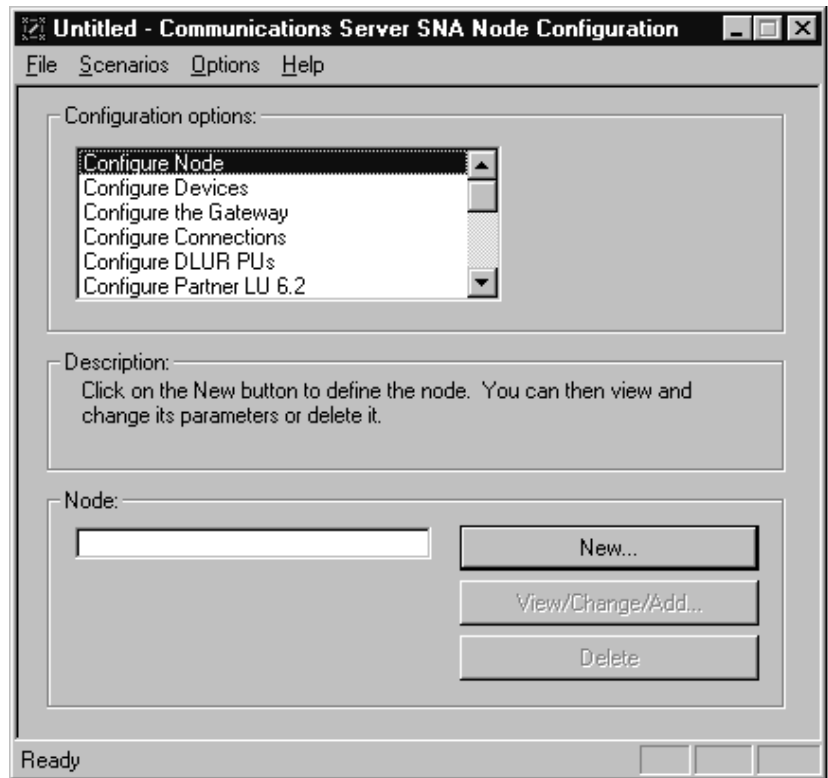 Untitled - Communications Server SNA Node Configuration
File Scenarios Options Help
Configuration options:
Configure Node
Configure Devices
Configure the Gateway
Configure Connections
Configure DLUR PUs
Configure Partner LU 6.2
Description:
Click on the New button to define the node. You can then view and
change its parameters or delete it.
Node:
New...
View/Change/Add...
Delete
Ready